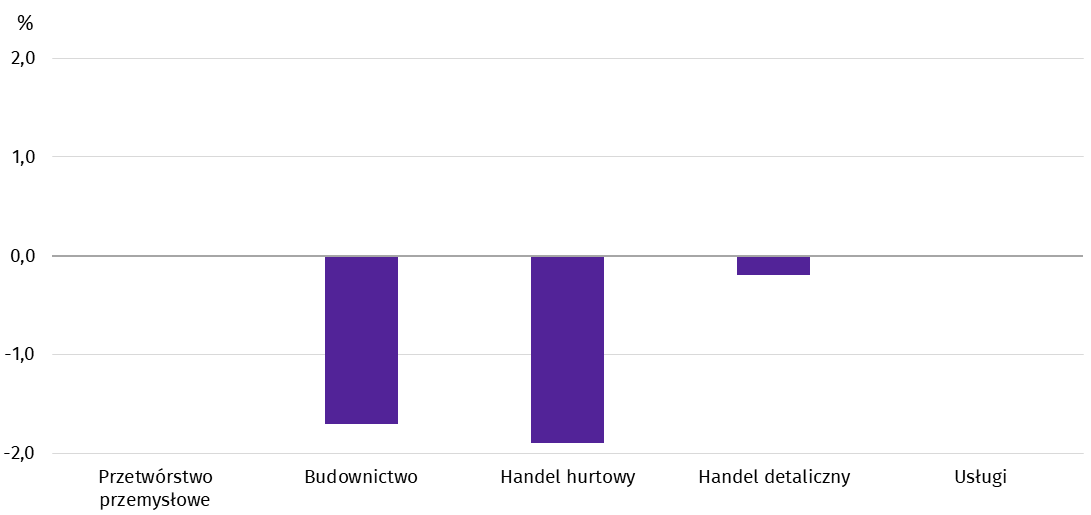 %
2,0
1,0
0,0
-1,0
-2,0
Przetwórstwo
przemysłowe
Budownictwo
Handel hurtowy
Handel detaliczny
Usługi